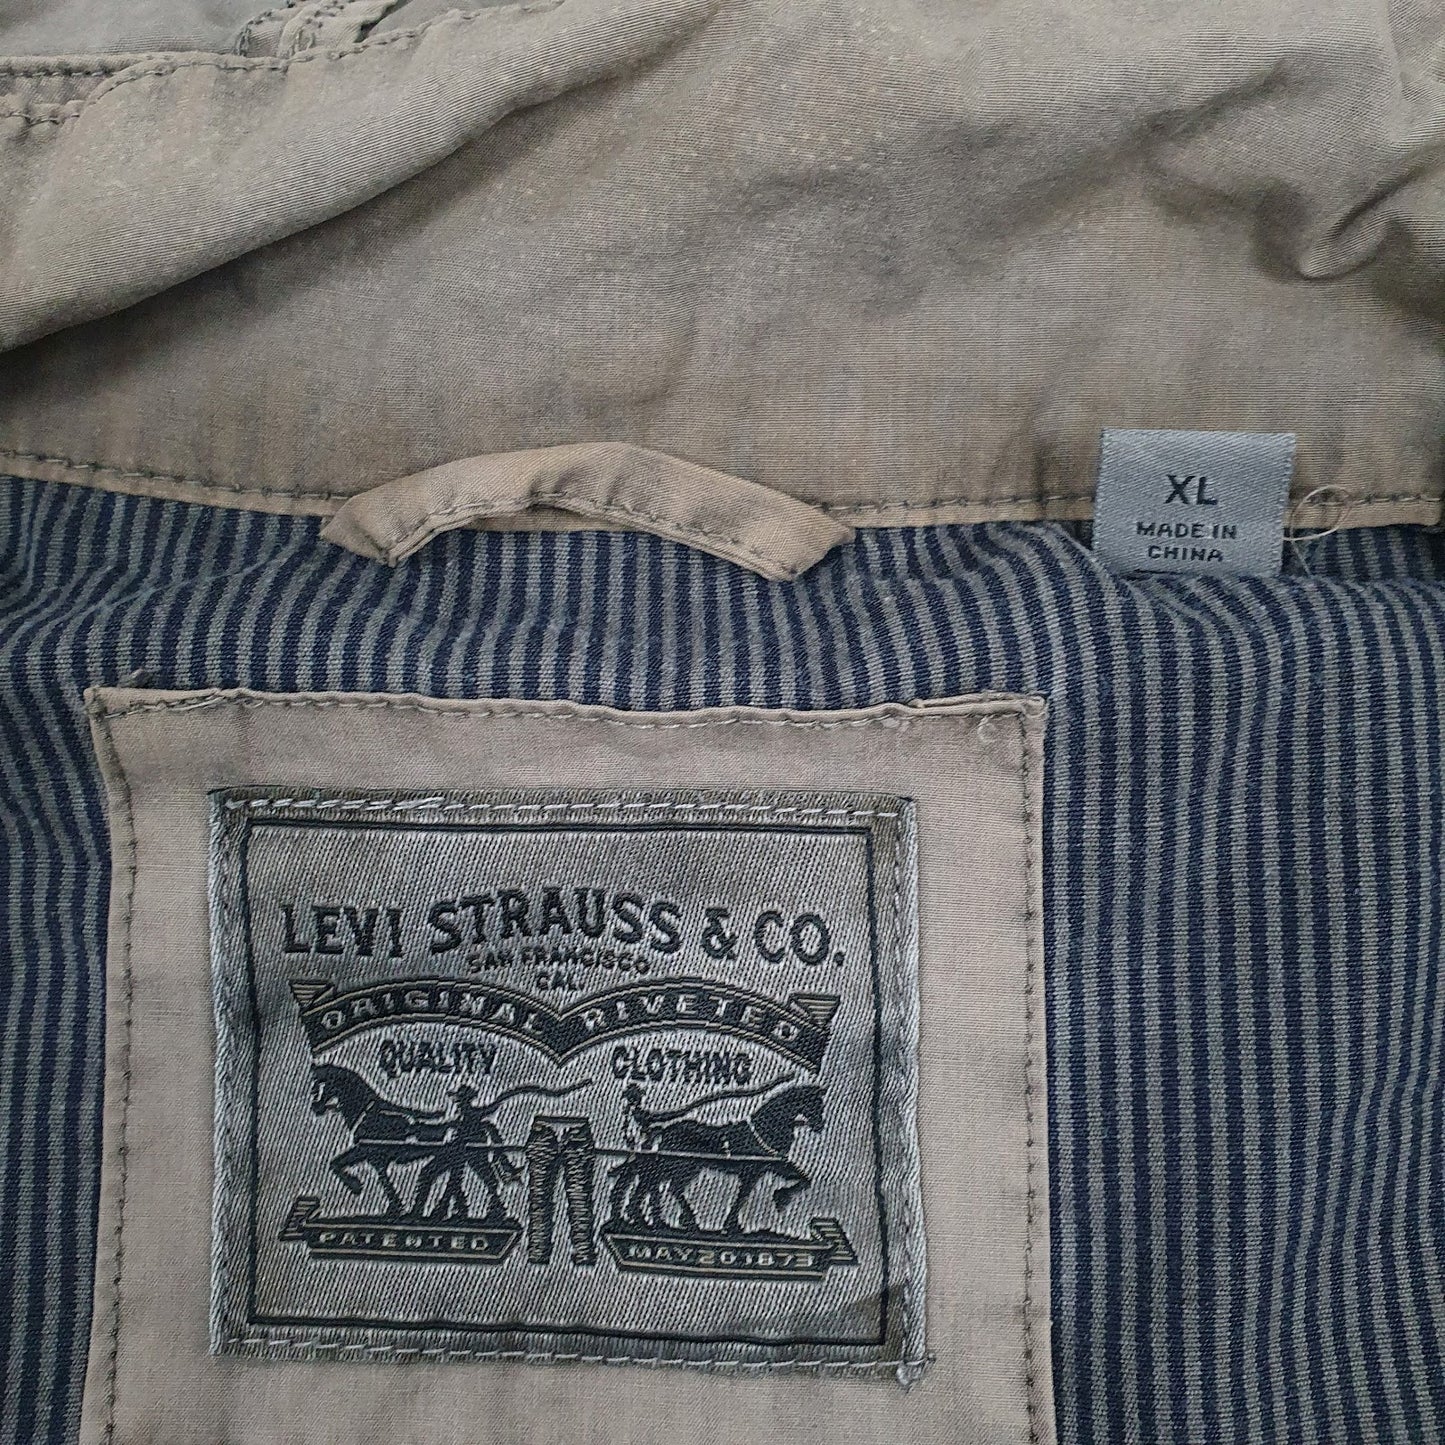 XL
MADE IN
CHINA
LEVI STRAUSS & CO.
SAN FRANCISCO
CAL.
ORIGINAL RIVETED
QUALITY CLOTHING
PATENTED MAY 20 1873